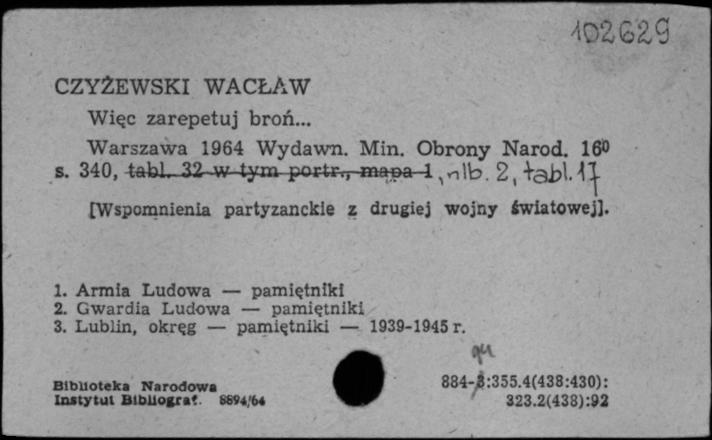 102629
CZYŻEWSKI WACŁAW
Więc zarepetuj broń...
Warszawa 1964 Wydawn. Min. Obrony Narod. 16⁰
s. 340, tabl. 32 w tym portr., mapa 1, nlb. 2, tabl. 17
[Wspomnienia partyzanckie z drugiej wojny światowej].
1. Armia Ludowa — pamiętniki
2. Gwardia Ludowa — pamiętniki
3. Lublin, okręg — pamiętniki — 1939-1945 r.
884-3:355.4(438:430):
323.2(438):92
Biblioteka Narodowa
Instytut Bibliograf. 8894/64